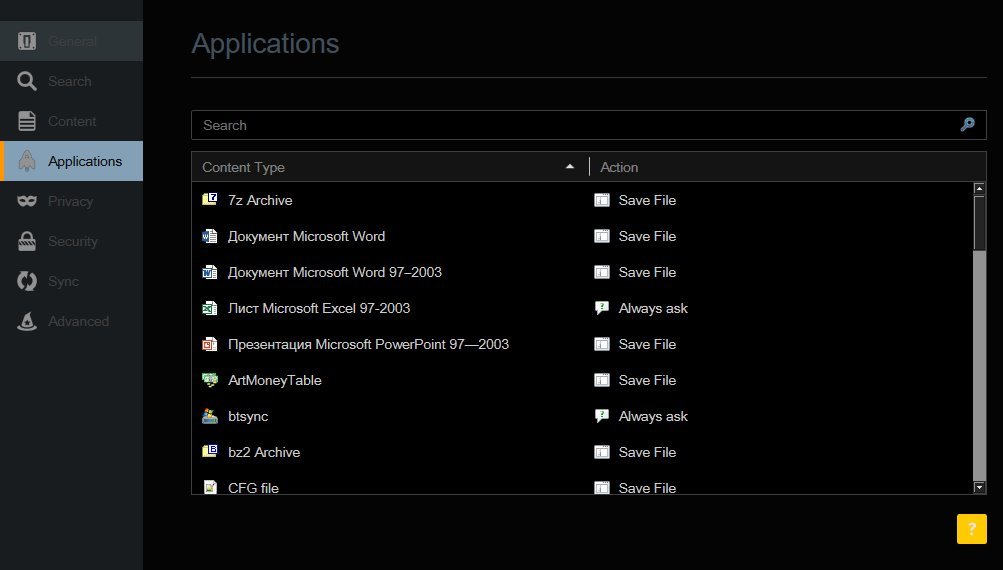 General
Search
Content
Applications
Privacy
Security
Sync
Advanced
Applications
Search
Content Type Action
7z Archive Save File
Документ Microsoft Word Save File
Документ Microsoft Word 97–2003 Save File
Лист Microsoft Excel 97-2003 Always ask
Презентация Microsoft PowerPoint 97—2003 Save File
ArtMoneyTable Save File
btsync Always ask
bz2 Archive Save File
CFG file Save File
?